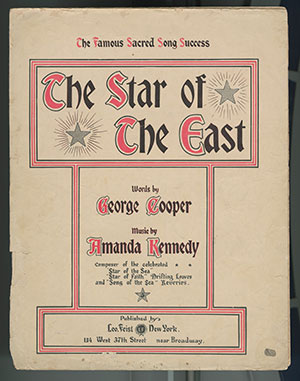 The Famous Sacred Song Success
The Star of
The East
Words by
George Cooper
Music by
Amanda Kennedy
Composer of the celebrated
"Star of the Sea"
"Star of Faith" Drifting Leaves
and "Song of the Sea" Reveries.
Published by
Leo. Feist New York.
134 West 37th Street near Broadway.